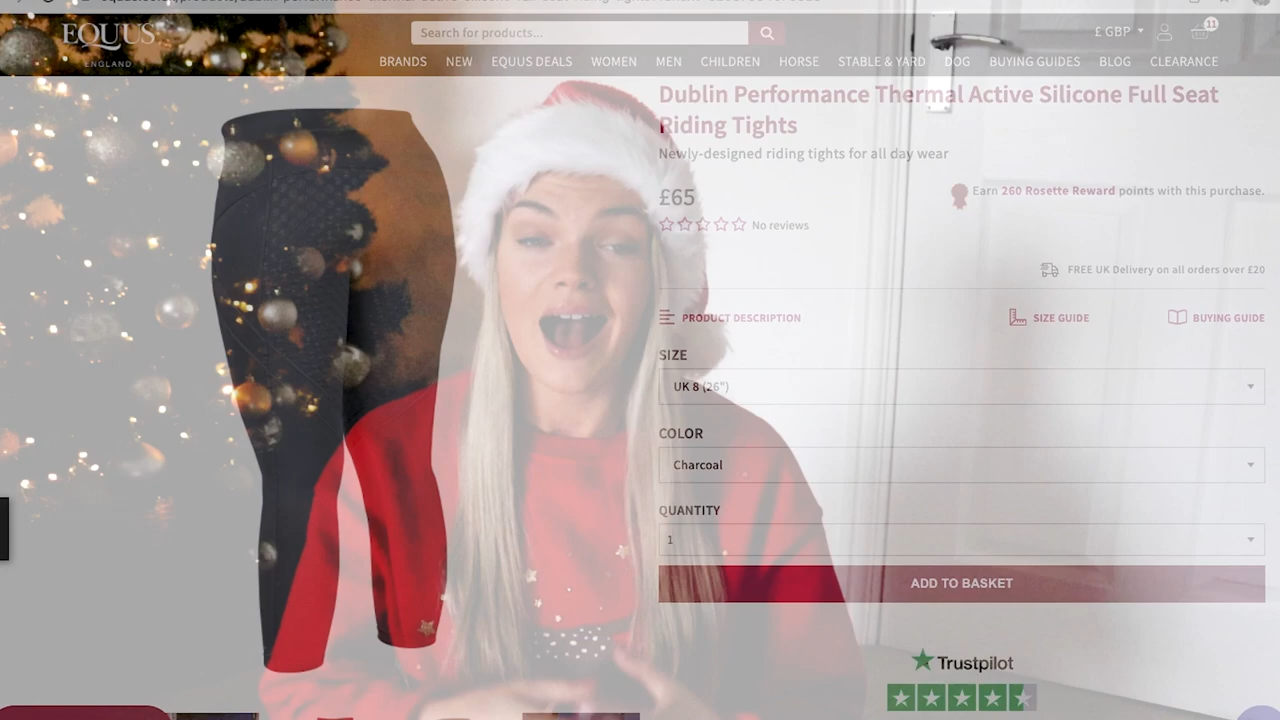 EQUUS
ENGLAND
Search for products...
£ GBP
11
BRANDS NEW EQUUS DEALS WOMEN MEN CHILDREN HORSE STABLE & YARD DOG BUYING GUIDES BLOG CLEARANCE
Dublin Performance Thermal Active Silicone Full Seat
Riding Tights
Newly-designed riding tights for all day wear
£65
Earn 260 Rosette Reward points with this purchase.
No reviews
FREE UK Delivery on all orders over £20
PRODUCT DESCRIPTION
SIZE GUIDE
BUYING GUIDE
SIZE
UK 8 (26")
COLOR
Charcoal
QUANTITY
1
ADD TO BASKET
Trustpilot